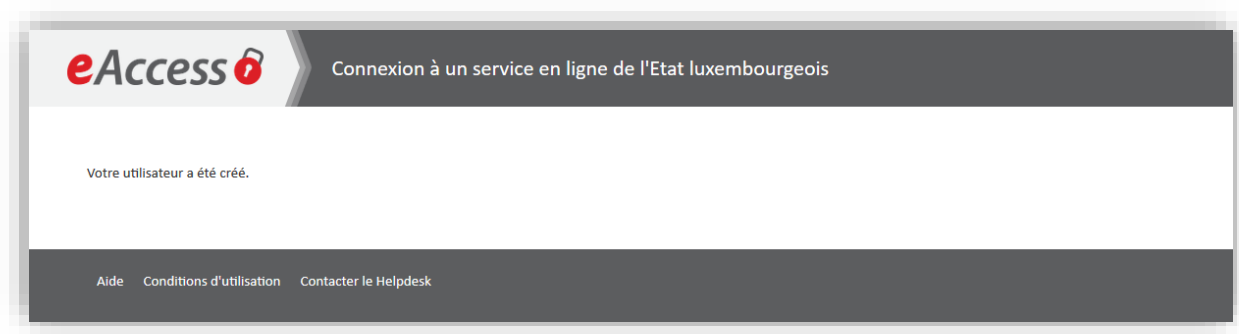 eAccess
Connexion à un service en ligne de l'Etat luxembourgeois
Votre utilisateur a été créé.
Aide Conditions d'utilisation Contacter le Helpdesk